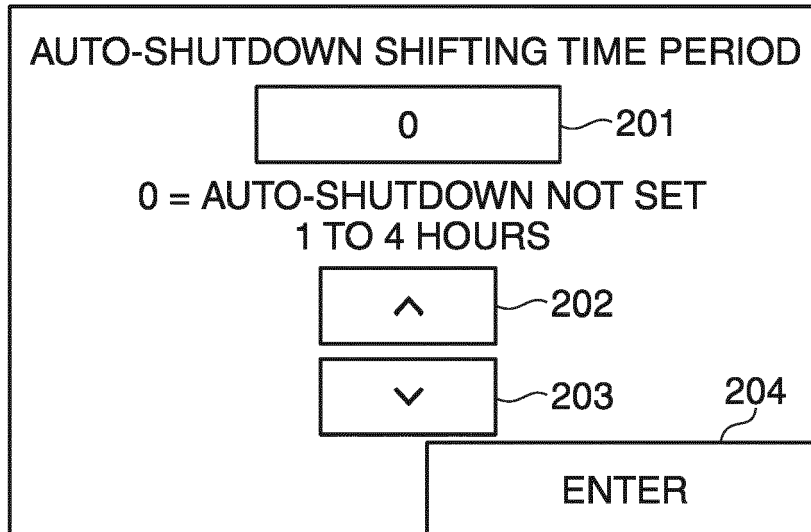 AUTO-SHUTDOWN SHIFTING TIME PERIOD
0
201
0 = AUTO-SHUTDOWN NOT SET
1 TO 4 HOURS
202
203
204
ENTER